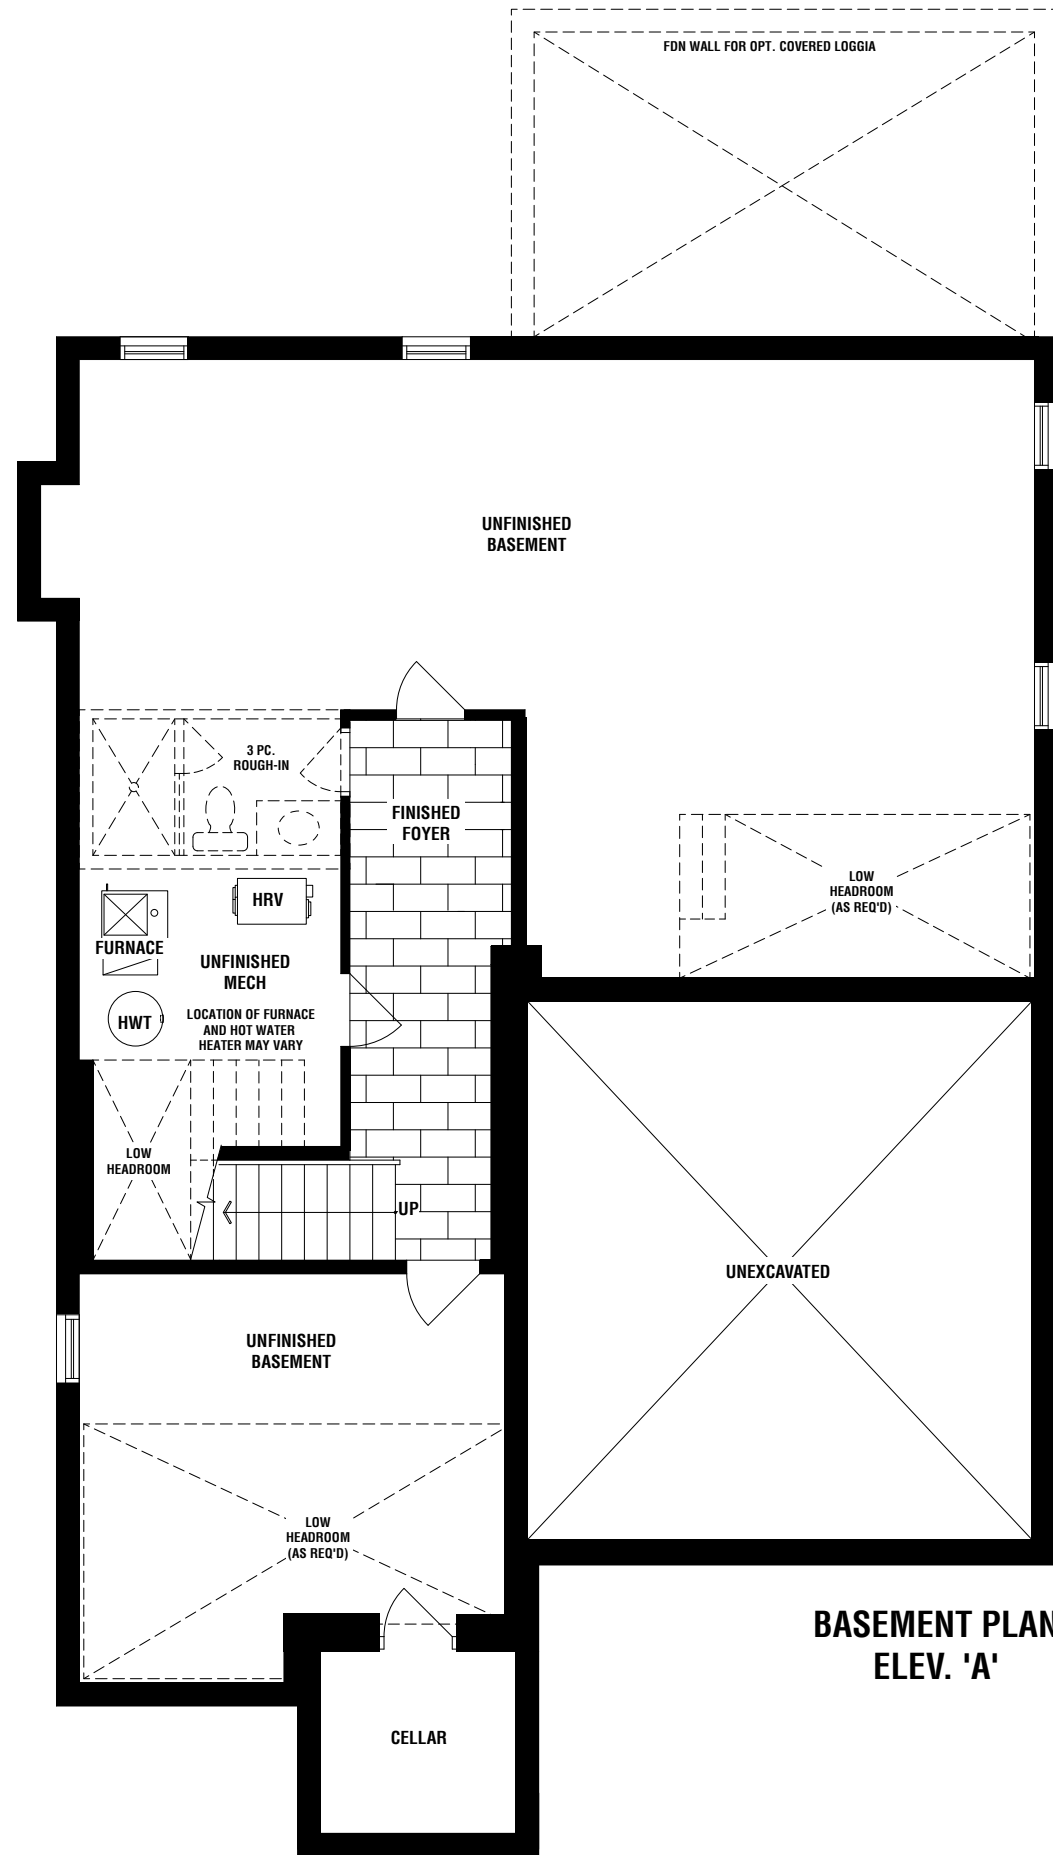 FDN WALL FOR OPT. COVERED LOGGIA
UNFINISHED
BASEMENT
3 PC.
ROUGH-IN
FINISHED
FOYER
LOW
HEADROOM
(AS REQ'D)
HRV
FURNACE
UNFINISHED
MECH
HWT
LOCATION OF FURNACE
AND HOT WATER
HEATER MAY VARY
LOW
HEADROOM
UP
UNEXCAVATED
UNFINISHED
BASEMENT
LOW
HEADROOM
(AS REQ'D)
BASEMENT PLAN
ELEV. 'A'
CELLAR